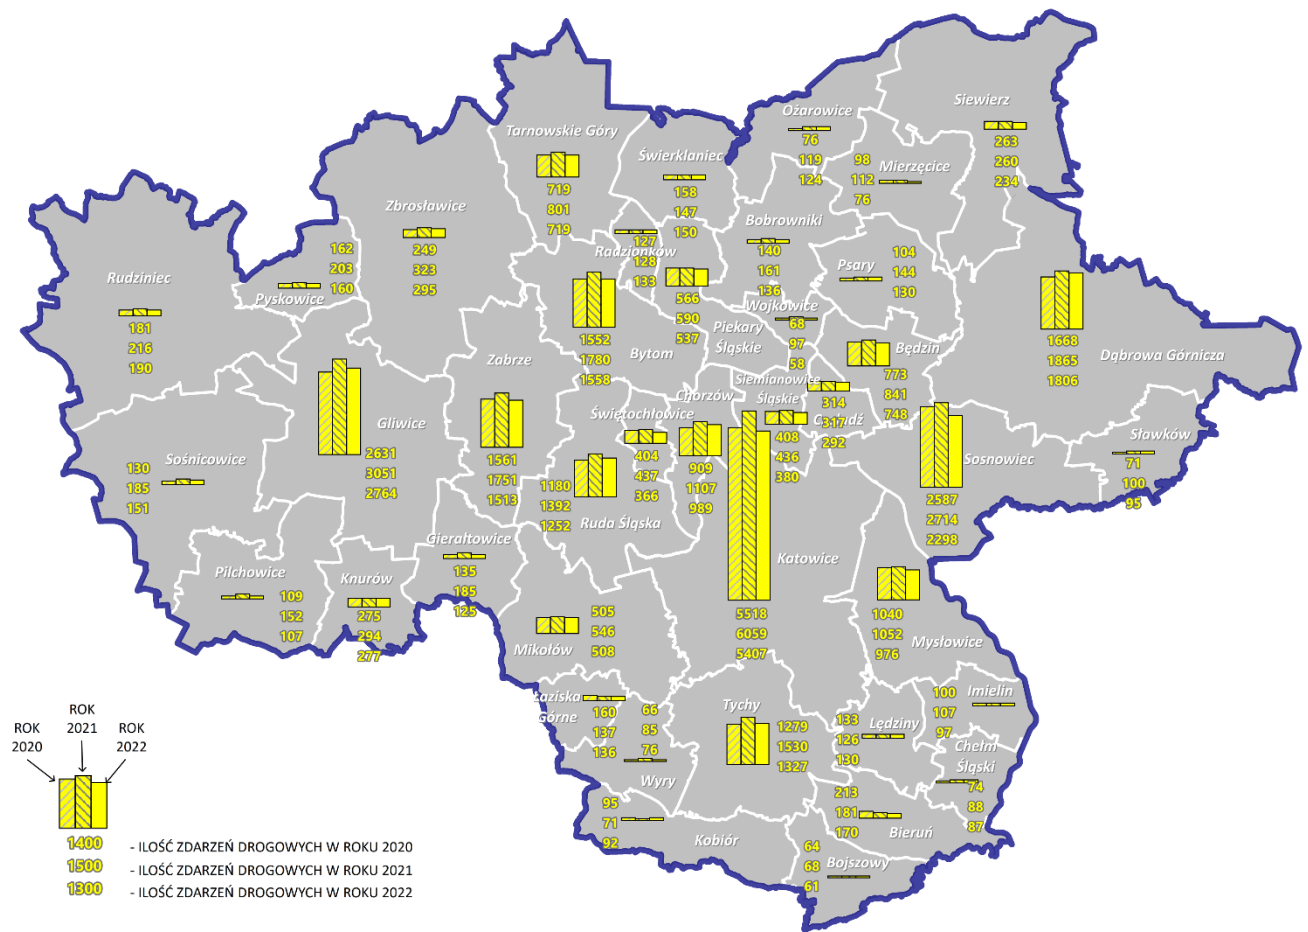 Siewierz
263
260
234
Ożarowice
76
119
124
Tarnowskie Góry
719
801
719
Świerklaniec
158
147
150
98
112
76
Mierzęcice
Zbrosławice
249
323
295
Bobrowniki
140
161
136
Radzionków
127
128
133
162
203
160
Pyskowice
Rudziniec
181
216
190
Psary
104
144
130
566
590
537
Piekary
Śląskie
Wojkowice
68
97
58
1552
1780
1558
Bytom
Będzin
773
841
748
1668
1865
1806
Dąbrowa Górnicza
Zabrze
1561
1751
1513
Gliwice
2631
3051
2764
Siemianowice
Śląskie
408
436
380
Chorzów
909
1107
989
Świętochłowice
404
437
366
314
317
292
Sosnowiec
2587
2714
2298
Sławków
71
100
95
130
185
151
Sośnicowice
1180
1392
1252
Ruda Śląska
Katowice
5518
6059
5407
Gierałtowice
135
185
125
Pilchowice
109
152
107
Knurów
275
294
277
505
546
508
Mikołów
1040
1052
976
Mysłowice
Łaziska
Górne
160
137
136
66
85
76
Wyry
Tychy
1279
1530
1327
133
126
130
Lędziny
100
107
97
Imielin
Chełm
Śląski
74
88
87
95
71
92
Kobiór
213
181
170
Bieruń
64
68
61
Bojszowy
ROK
2020
ROK
2021
ROK
2022
1400 - ILOŚĆ ZDARZEŃ DROGOWYCH W ROKU 2020
1500 - ILOŚĆ ZDARZEŃ DROGOWYCH W ROKU 2021
1300 - ILOŚĆ ZDARZEŃ DROGOWYCH W ROKU 2022